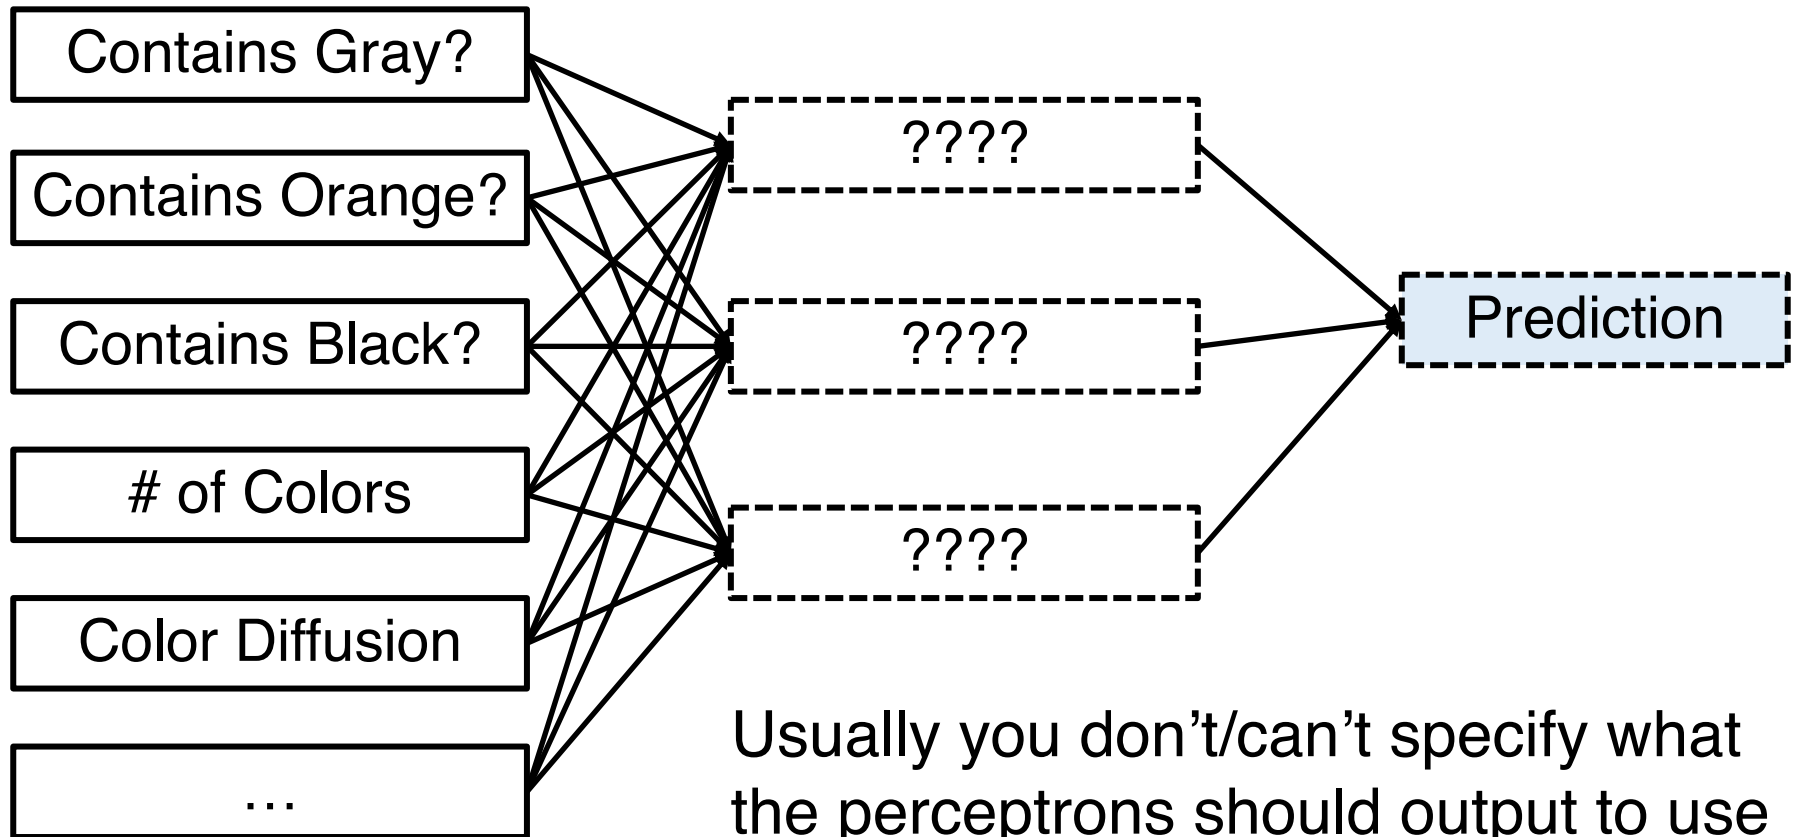 Contains Gray?
Contains Orange?
Contains Black?
# of Colors
Color Diffusion
…
????
????
????
Prediction
Usually you don’t/can’t specify what
the perceptrons should output to use